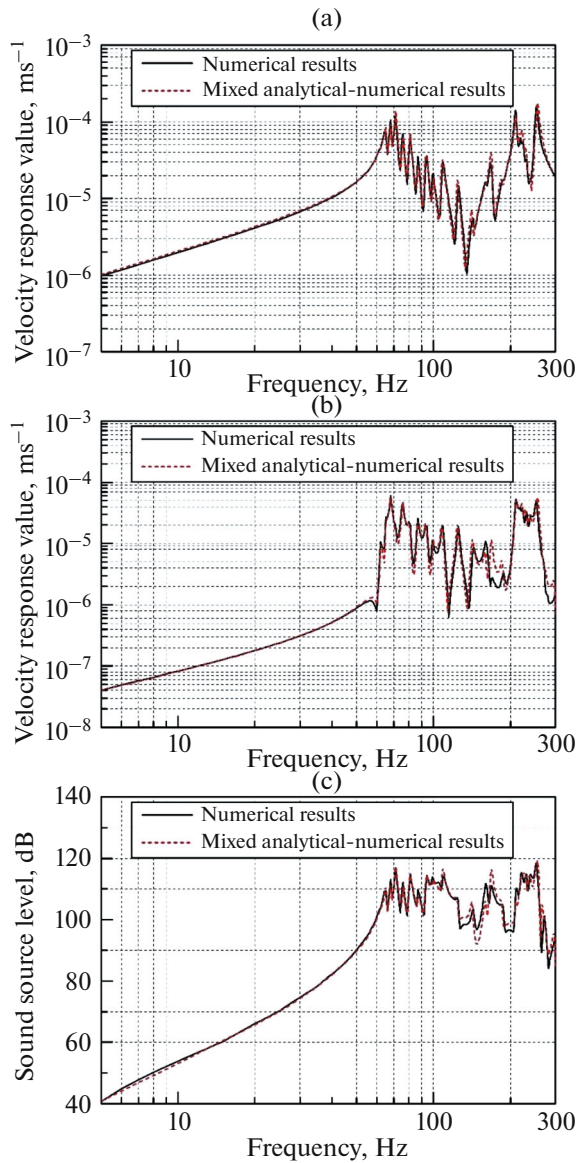 (a)
Velocity response value, ms⁻¹
10⁻³
10⁻⁴
10⁻⁵
10⁻⁶
10⁻⁷
Numerical results
Mixed analytical-numerical results
10 100 300
Frequency, Hz
(b)
Velocity response value, ms⁻¹
10⁻³
10⁻⁴
10⁻⁵
10⁻⁶
10⁻⁷
10⁻⁸
Numerical results
Mixed analytical-numerical results
10 100 300
Frequency, Hz
(c)
Sound source level, dB
140
120
100
80
60
40
Numerical results
Mixed analytical-numerical results
10 100 300
Frequency, Hz